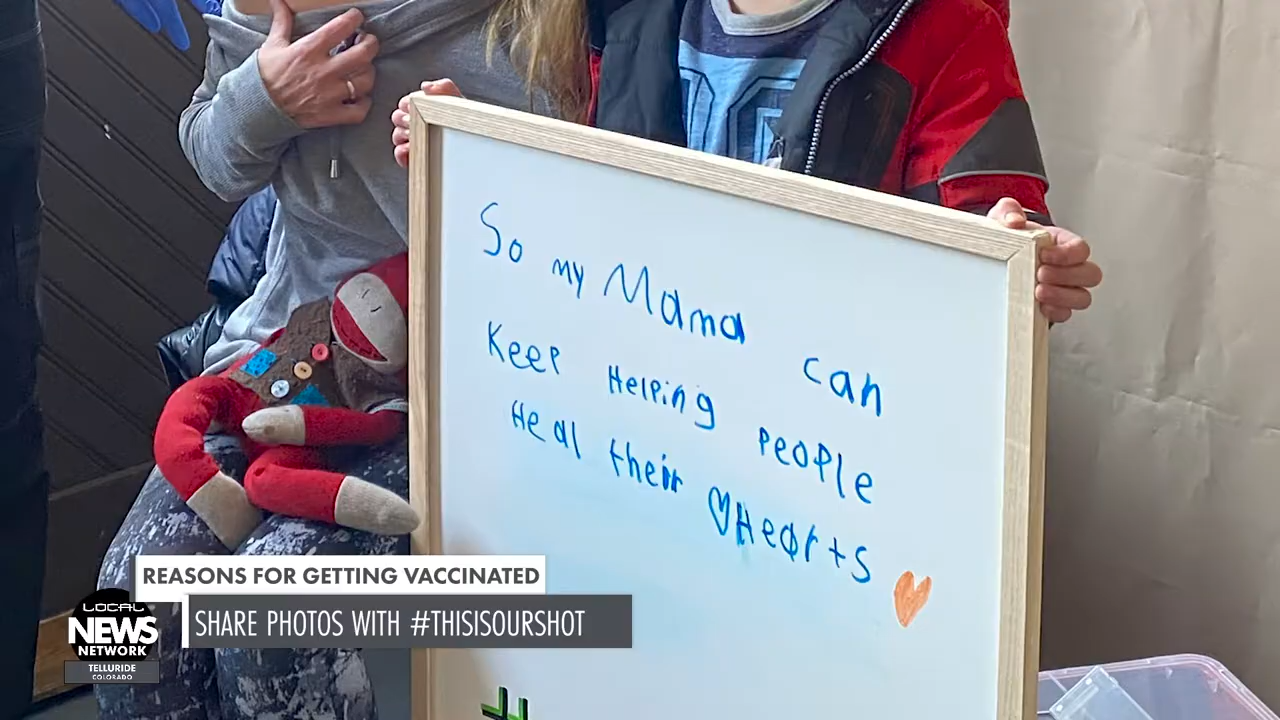 So my Mama can
Keep Helping People
Heal their Hearts
REASONS FOR GETTING VACCINATED
SHARE PHOTOS WITH #THISISOURSHOT
LOCAL
NEWS
NETWORK
TELLURIDE
COLORADO